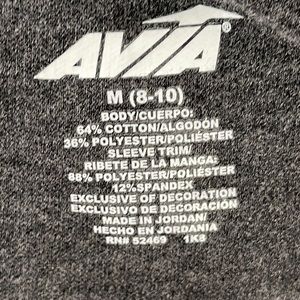 AVIA®
M (8-10)
BODY/CUERPO:
64% COTTON/ALGODÓN
36% POLYESTER/POLIÉSTER
SLEEVE TRIM/
RIBETE DE LA MANGA:
88% POLYESTER/POLIÉSTER
12% SPANDEX
EXCLUSIVE OF DECORATION
EXCLUSIVO DE DECORACIÓN
MADE IN JORDAN/
HECHO EN JORDANIA
RN# 52469 1KS